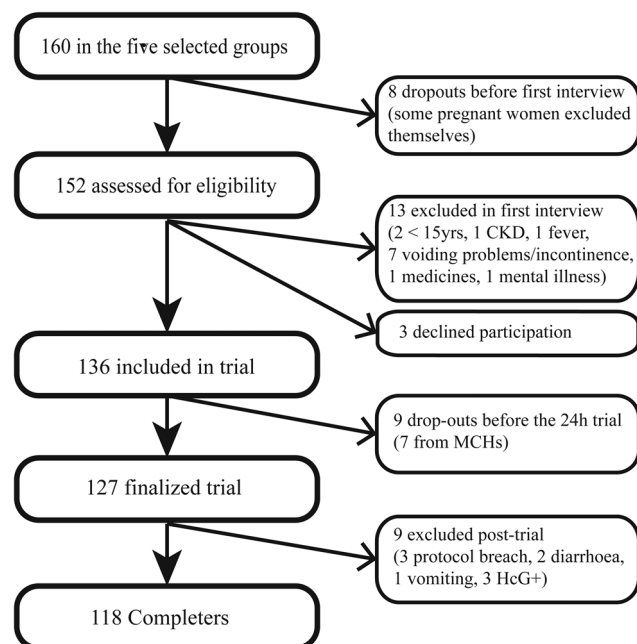 160 in the five selected groups
8 dropouts before first interview
(some pregnant women excluded
themselves)
152 assessed for eligibility
13 excluded in first interview
(2 < 15yrs, 1 CKD, 1 fever,
7 voiding problems/incontinence,
1 medicines, 1 mental illness)
3 declined participation
136 included in trial
9 drop-outs before the 24h trial
(7 from MCHs)
127 finalized trial
9 excluded post-trial
(3 protocol breach, 2 diarrhoea,
1 vomiting, 3 HcG+)
118 Completers